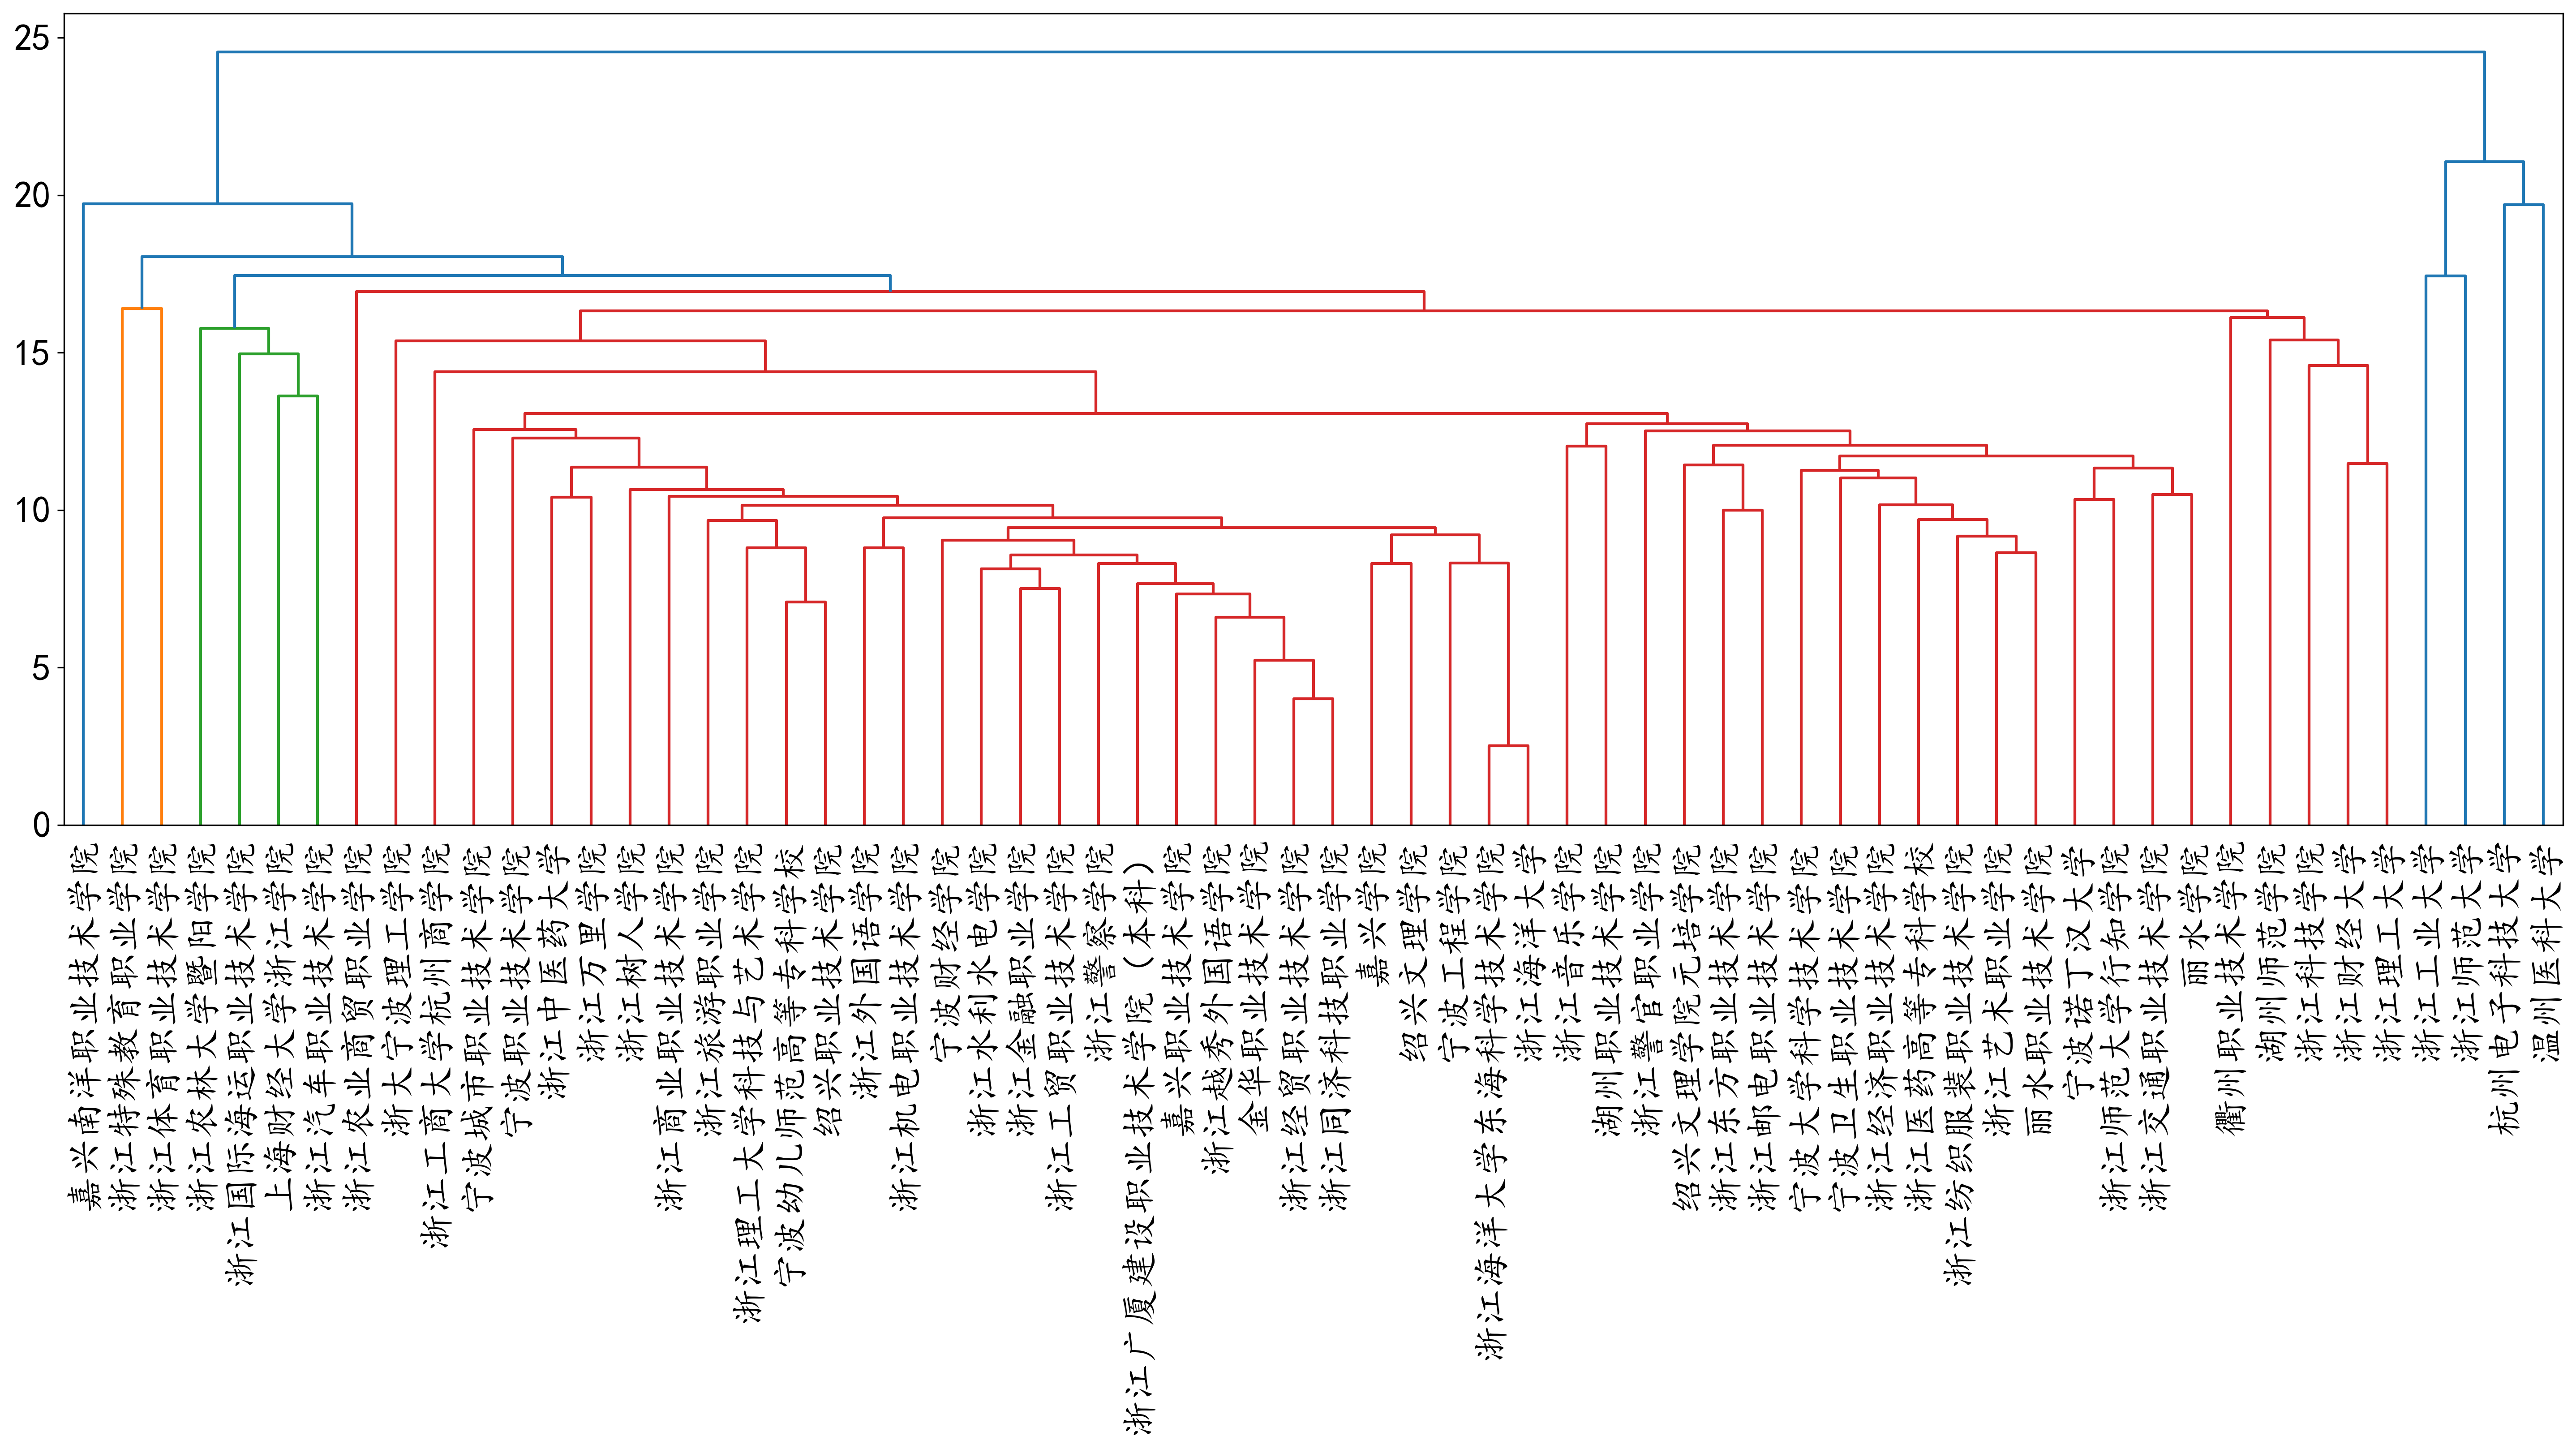 25
20
15
10
5
0
嘉兴南洋职业技术学院
浙江特殊教育职业学院
浙江体育职业技术学院
浙江农林大学暨阳学院
浙江国际海运职业技术学院
上海财经大学浙江学院
浙江汽车职业技术学院
浙江农业商贸职业学院
浙大宁波理工学院
浙江工商大学杭州商学院
宁波城市职业技术学院
宁波职业技术学院
浙江中医药大学
浙江万里学院
浙江树人学院
浙江商业职业技术学院
浙江旅游职业学院
浙江理工大学科技与艺术学院
宁波幼儿师范高等专科学校
绍兴职业技术学院
浙江外国语学院
浙江机电职业技术学院
宁波财经学院
浙江水利水电学院
浙江金融职业学院
浙江工贸职业技术学院
浙江警察学院
浙江广厦建设职业技术学院（本科）
嘉兴职业技术学院
浙江越秀外国语学院
金华职业技术学院
浙江经贸职业技术学院
浙江同济科技职业学院
嘉兴学院
绍兴文理学院
宁波工程学院
浙江海洋大学东海科学技术学院
浙江海洋大学
浙江音乐学院
湖州职业技术学院
浙江警官职业学院
绍兴文理学院元培学院
浙江东方职业技术学院
浙江邮电职业技术学院
宁波大学科学技术学院
宁波卫生职业技术学院
浙江经济职业技术学院
浙江医药高等专科学校
浙江纺织服装职业技术学院
浙江艺术职业学院
丽水职业技术学院
宁波诺丁汉大学
浙江师范大学行知学院
浙江交通职业技术学院
丽水学院
衢州职业技术学院
湖州师范学院
浙江科技学院
浙江财经大学
浙江理工大学
浙江工业大学
浙江师范大学
杭州电子科技大学
温州医科大学